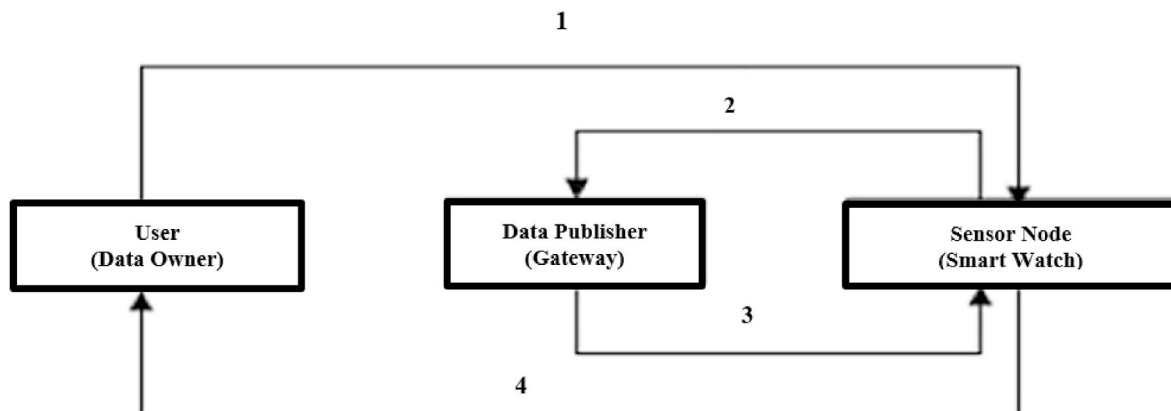 1
2
User
(Data Owner)
Data Publisher
(Gateway)
Sensor Node
(Smart Watch)
3
4